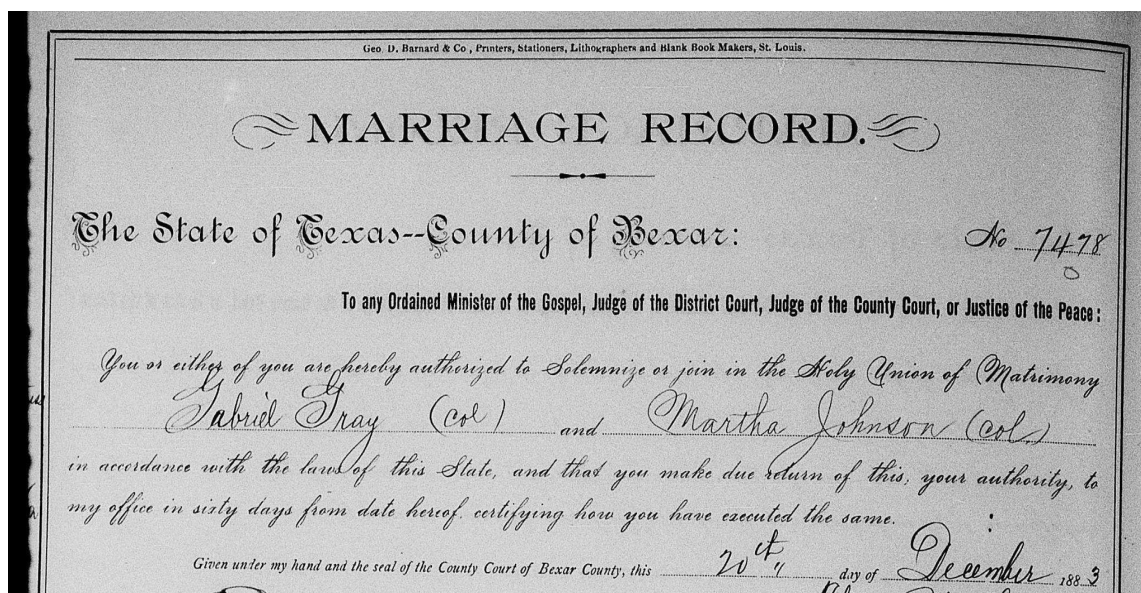 Geo. D. Barnard & Co., Printers, Stationers, Lithographers and Blank Book Makers, St. Louis.
MARRIAGE RECORD.
The State of Texas--County of Bexar:
No 7478
To any Ordained Minister of the Gospel, Judge of the District Court, Judge of the County Court, or Justice of the Peace:
You or either of you are hereby authorized to Solemnize or join in the Holy Union of Matrimony
Gabriel Gray (col) and Martha Johnson (col)
in accordance with the laws of this State, and that you make due return of this, your authority, to
my office in sixty days from date hereof. certifying how you have executed the same.
Given under my hand and the seal of the County Court of Bexar County, this 20th day of December 1883